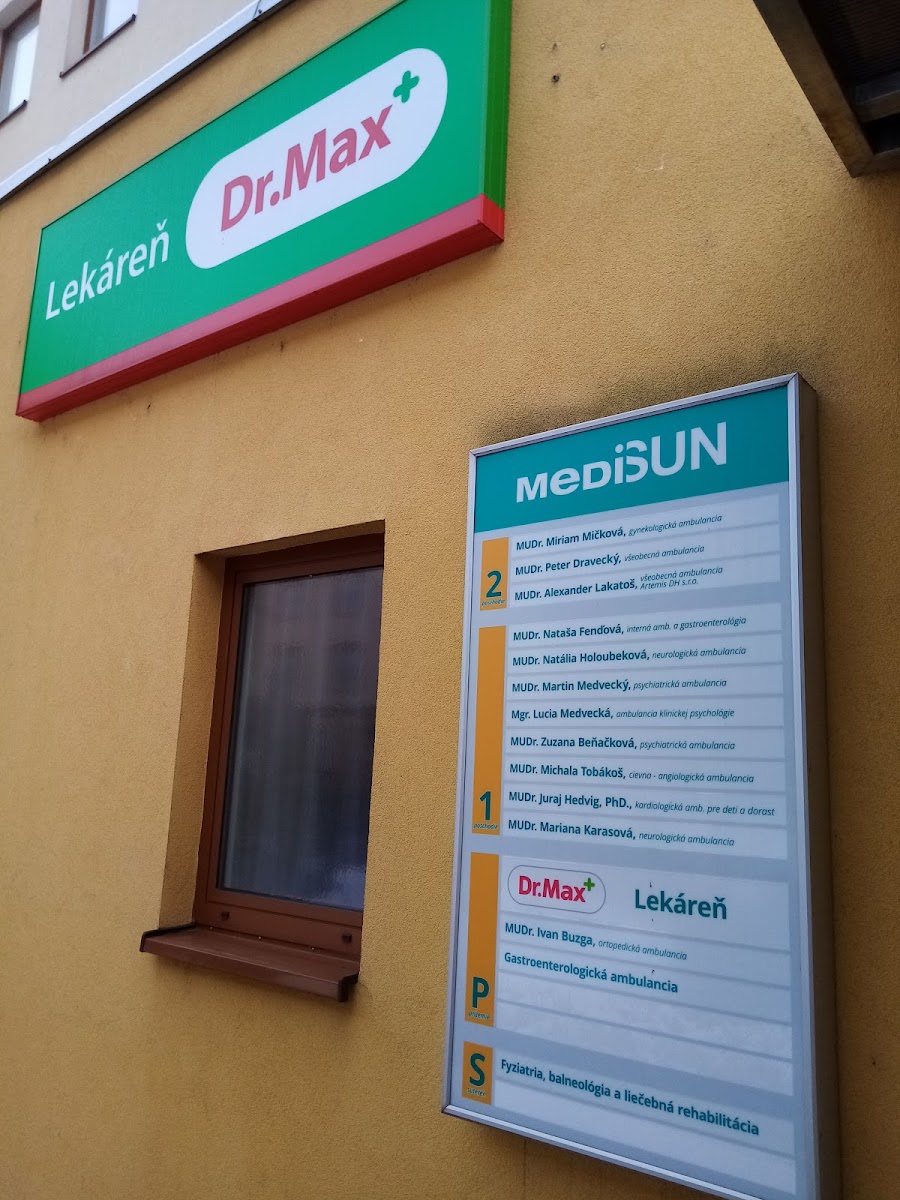 Lekáreň Dr.Max+
MediSUN
2
poschodie
MUDr. Miriam Mičková, gynekologická ambulancia
MUDr. Peter Dravecký, všeobecná ambulancia
MUDr. Alexander Lakatoš, všeobecná ambulancia
Artemis DH s.r.o.
1
poschodie
MUDr. Nataša Fenďová, interná amb. a gastroenterológia
MUDr. Natália Holoubeková, neurologická ambulancia
MUDr. Martin Medvecký, psychiatrická ambulancia
Mgr. Lucia Medvecká, ambulancia klinickej psychológie
MUDr. Zuzana Beňačková, psychiatrická ambulancia
MUDr. Michala Tobákoš, cievna - angiologická ambulancia
MUDr. Juraj Hedvig, PhD., kardiologická amb. pre deti a dorast
MUDr. Mariana Karasová, neurologická ambulancia
P
prízemie
Dr.Max+ Lekáreň
MUDr. Ivan Buzga, ortopedická ambulancia
Gastroenterologická ambulancia
S
suterén
Fyziatria, balneológia a liečebná rehabilitácia